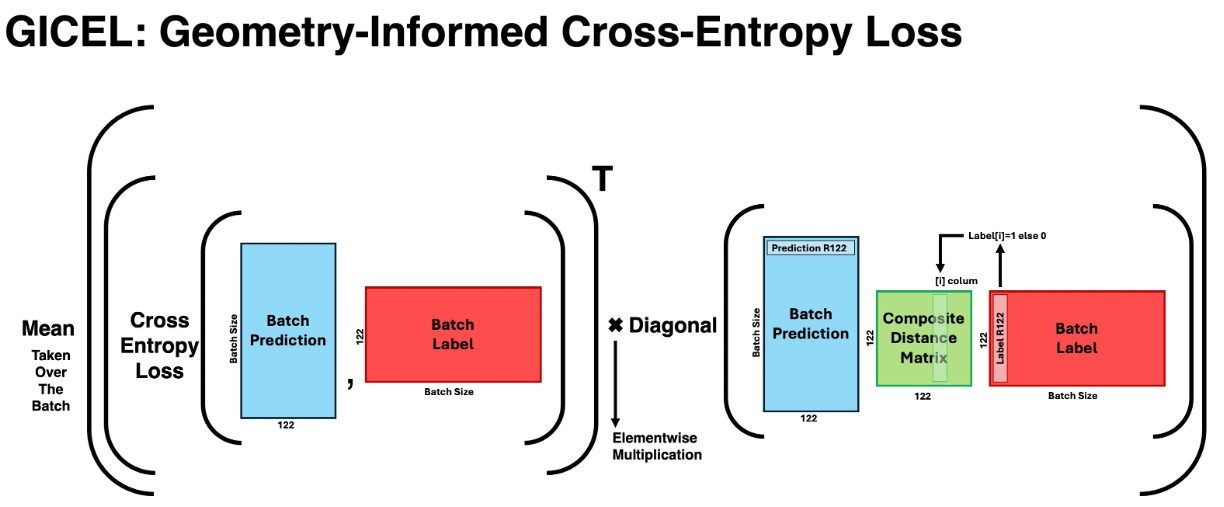 GICEL: Geometry-Informed Cross-Entropy Loss
Mean
Taken
Over
The
Batch
Cross
Entropy
Loss
Batch Size
Batch
Prediction
122
,
122
Batch
Label
Batch Size
T
✖ Diagonal
Elementwise
Multiplication
Batch Size
Prediction R122
Batch
Prediction
122
122
Composite
Distance
Matrix
122
[i] colum
Label[i]=1 else 0
122
Label R122
Batch
Label
Batch Size